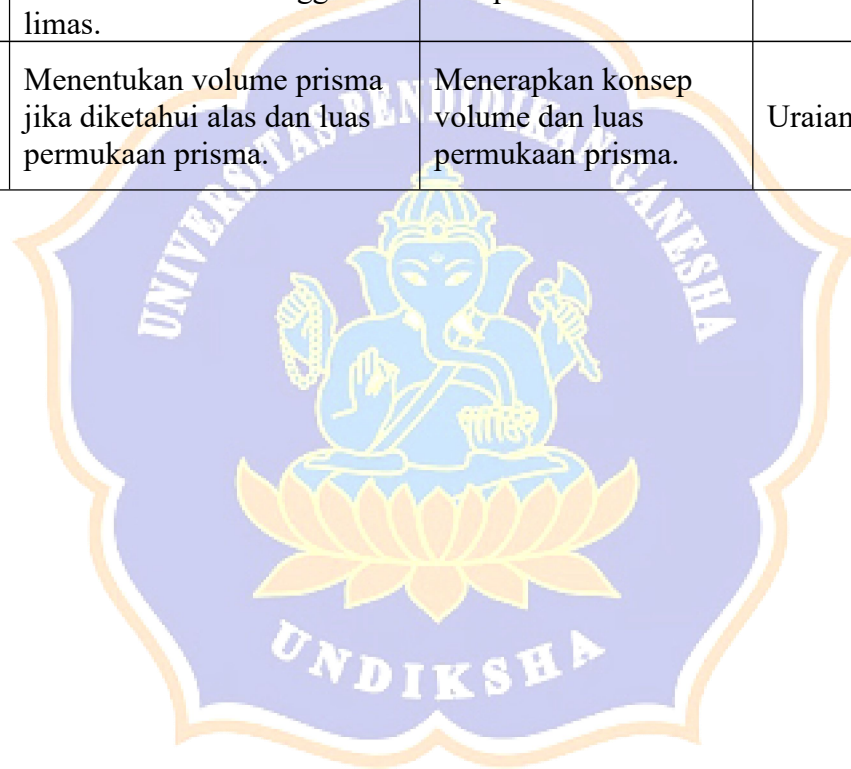 limas.
Menentukan volume prisma
jika diketahui alas dan luas
permukaan prisma.
Menerapkan konsep
volume dan luas
permukaan prisma.
Uraian
UNIVERSITAS PENDIDIKAN GANESHA
UNDIKSHA